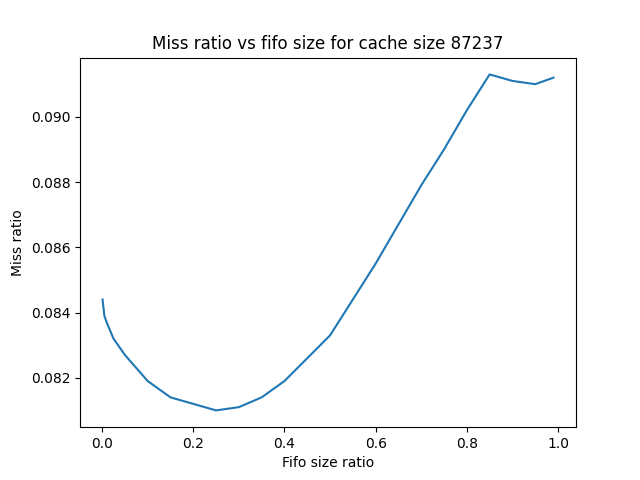 Miss ratio vs fifo size for cache size 87237
0.090
0.088
0.086
0.084
0.082
Miss ratio
0.0 0.2 0.4 0.6 0.8 1.0
Fifo size ratio